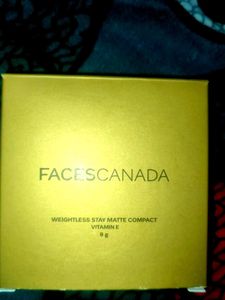 FACESCANADA
WEIGHTLESS STAY MATTE COMPACT
VITAMIN E
9 g